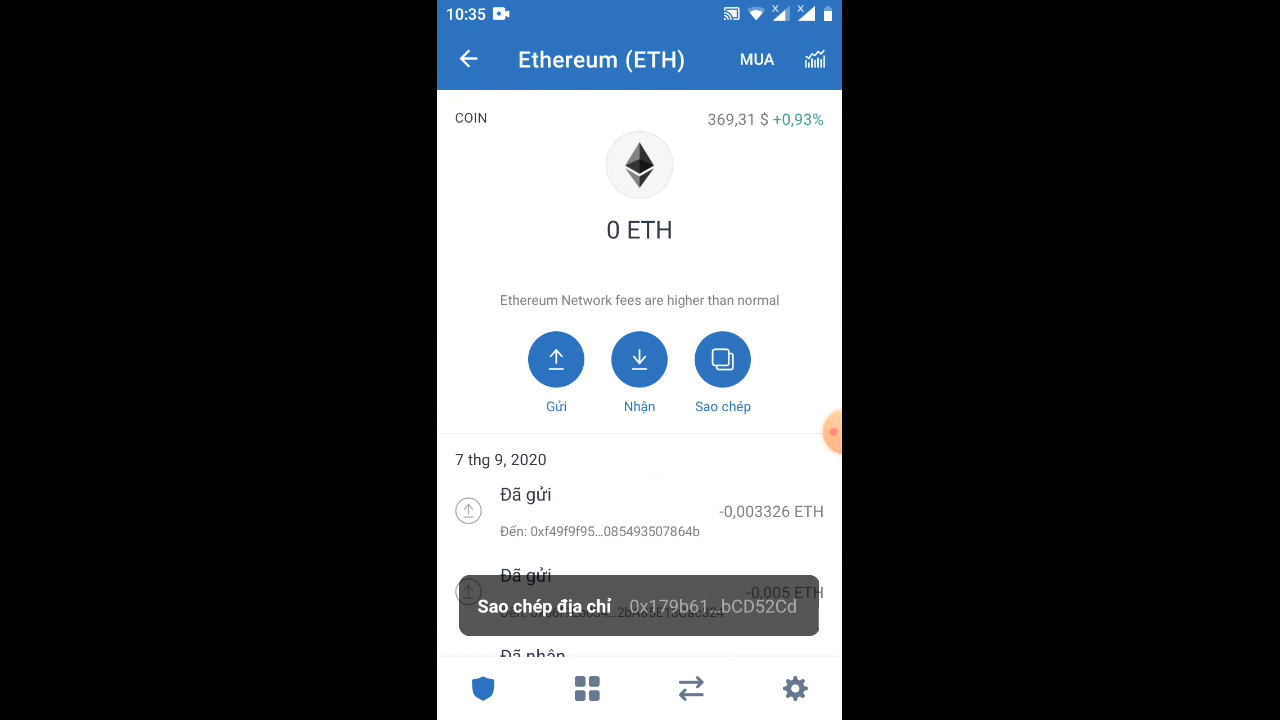 10:35
Ethereum (ETH) MUA
COIN 369,31 $ +0,93%
0 ETH
Ethereum Network fees are higher than normal
Gửi Nhận Sao chép
7 thg 9, 2020
Đã gửi
-0,003326 ETH
Đến: 0xf49f9f95...085493507864b
Đã gửi
-0,005 ETH
Sao chép địa chỉ 0x179b61...bCD52Cd
Đã nhận